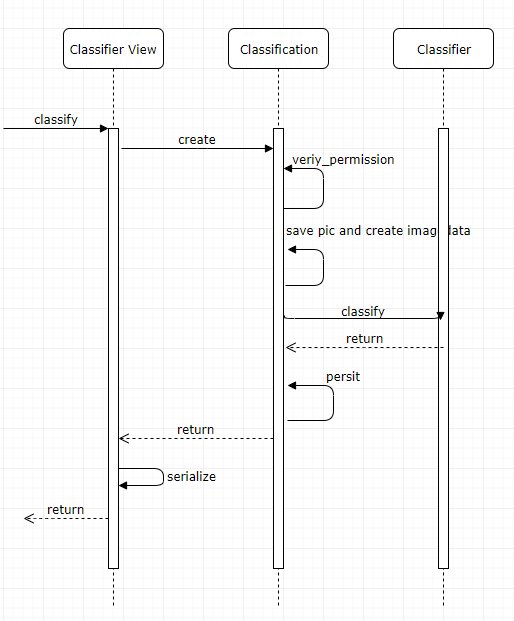 Classifier View
Classification
Classifier
classify
create
veriy_permission
save pic and create imag data
classify
return
persit
return
serialize
return